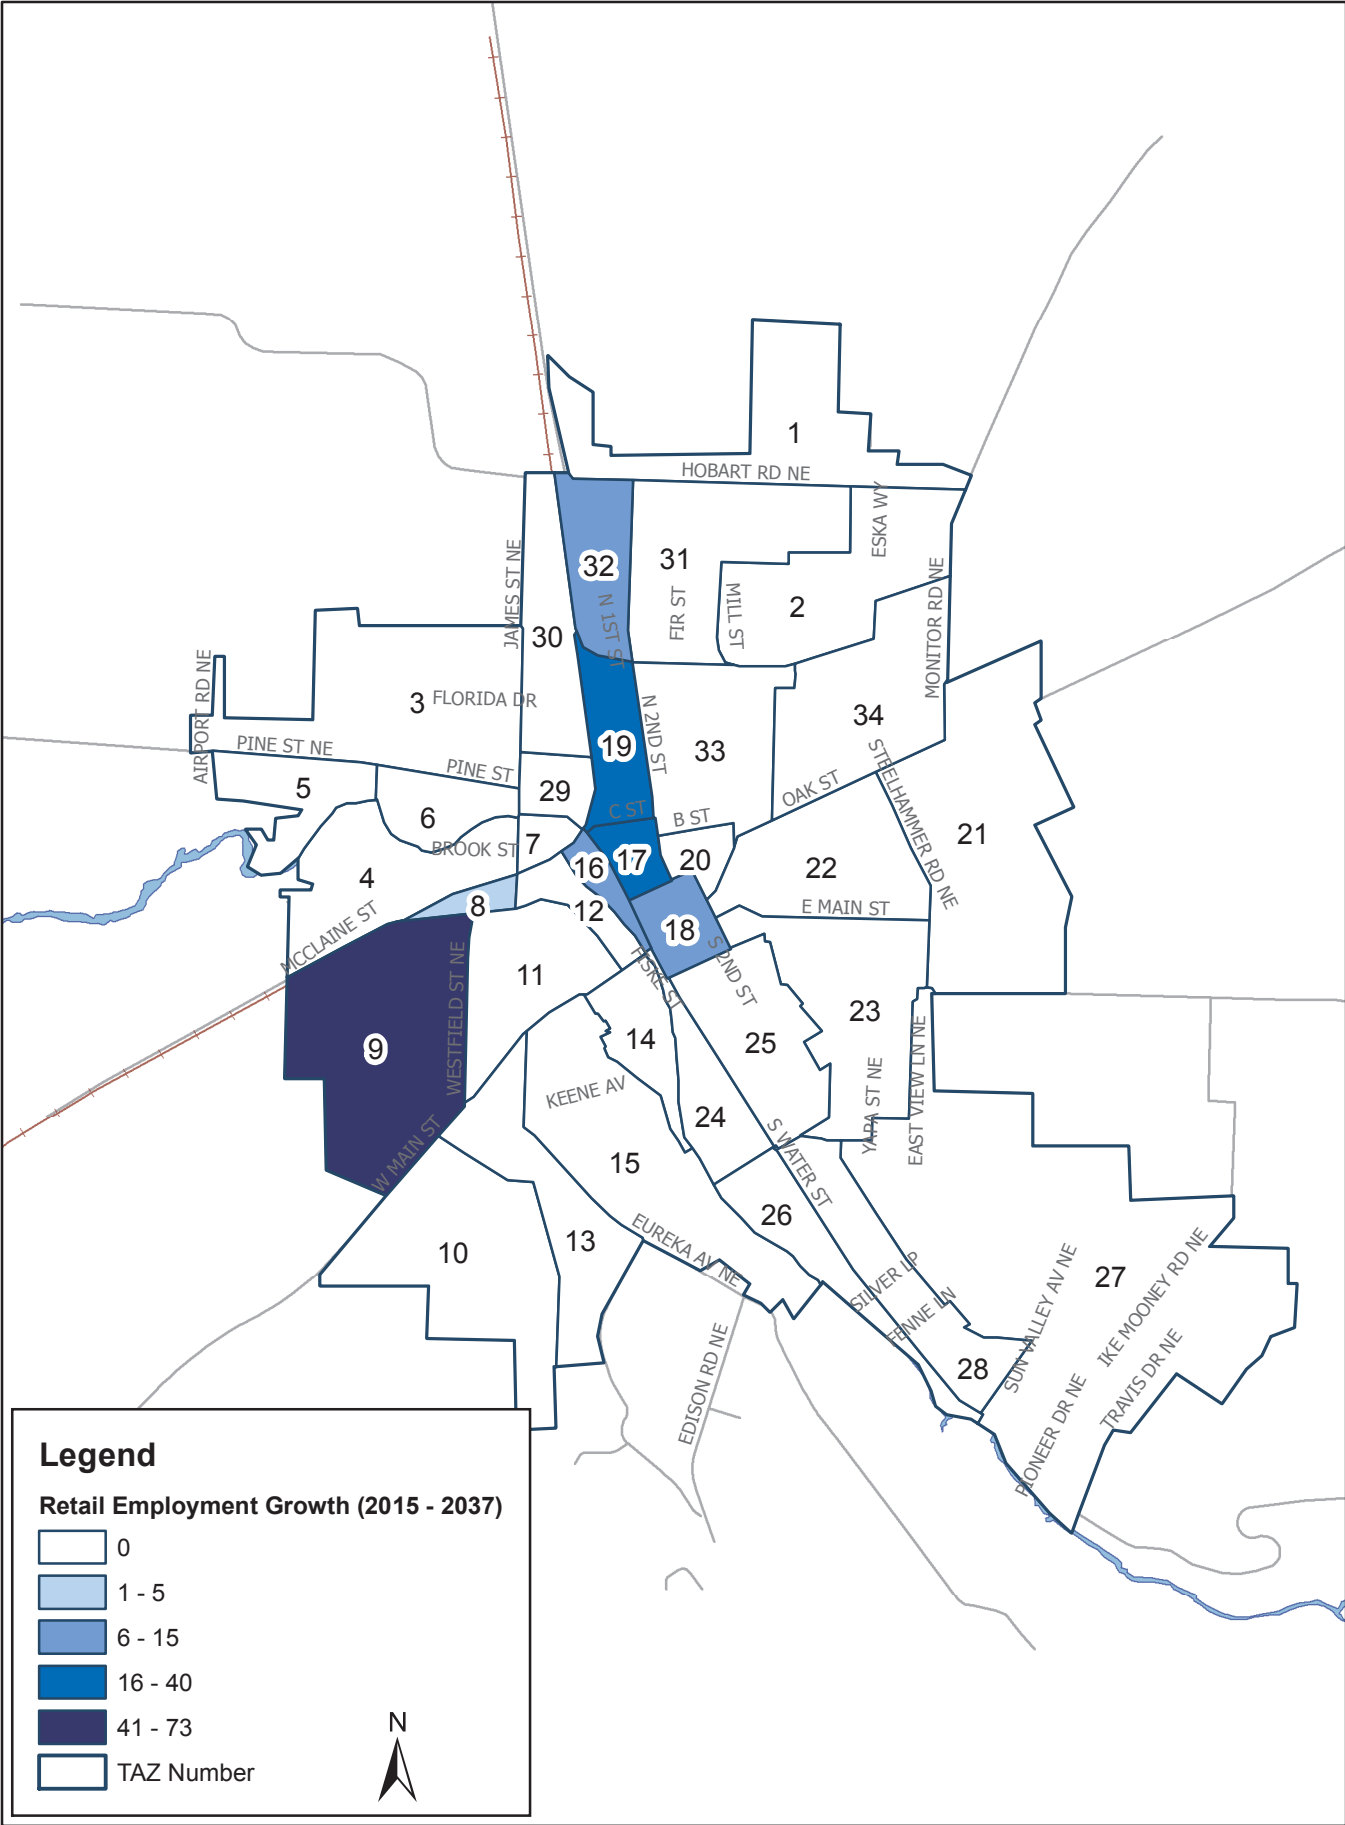 1
HOBART RD NE
ESKA WY
32
31
2
MILL ST
FIR ST
N 1ST ST
JAMES ST NE
30
MONITOR RD NE
AIRPORT RD NE
3
FLORIDA DR
N 2ND ST
34
PINE ST NE
19
33
STEELHAMMER RD NE
PINE ST
5
29
OAK ST
6
C ST
B ST
21
BROOK ST
7
16
17
20
22
4
8
12
E MAIN ST
MCCLAINE ST
18
S 2ND ST
WESTFIELD ST NE
11
FISKE ST
9
14
25
23
EAST VIEW LN NE
KEENE AV
YAPA ST NE
24
W MAIN ST
15
S WATER ST
26
EUREKA AV NE
10
13
SILVER LP
27
SUN VALLEY AV NE
IKE MOONEY RD NE
FENNE LN
EDISON RD NE
28
TRAVIS DR NE
PIONEER DR NE
Legend
Retail Employment Growth (2015 - 2037)
0
1 - 5
6 - 15
16 - 40
41 - 73
TAZ Number
N